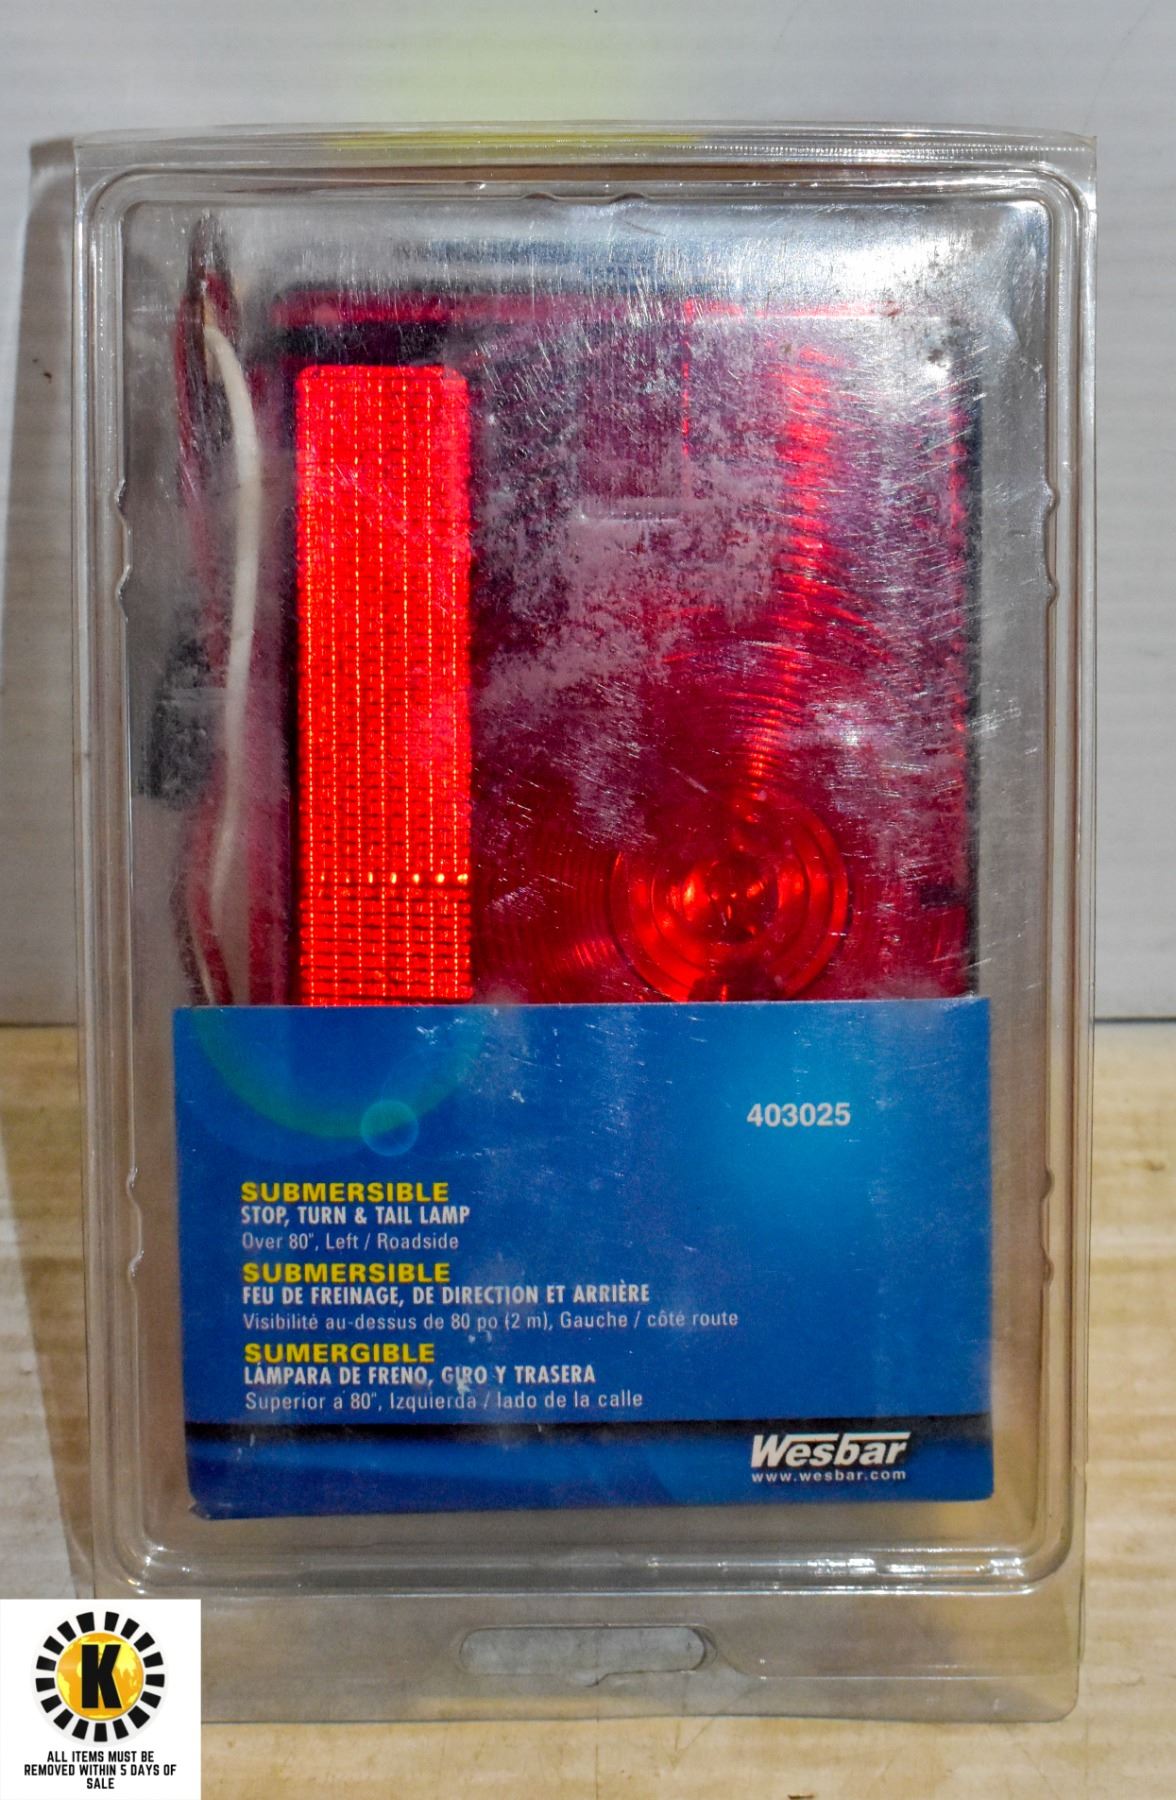 403025
SUBMERSIBLE
STOP, TURN & TAIL LAMP
Over 80", Left / Roadside
SUBMERSIBLE
FEU DE FREINAGE, DE DIRECTION ET ARRIÈRE
Visibilité au-dessus de 80 po (2 m), Gauche / côté route
SUMERGIBLE
LÁMPARA DE FRENO, GIRO Y TRASERA
Superior a 80", Izquierda / lado de la calle
Wesbar
www.wesbar.com
K
ALL ITEMS MUST BE
REMOVED WITHIN 5 DAYS OF
SALE